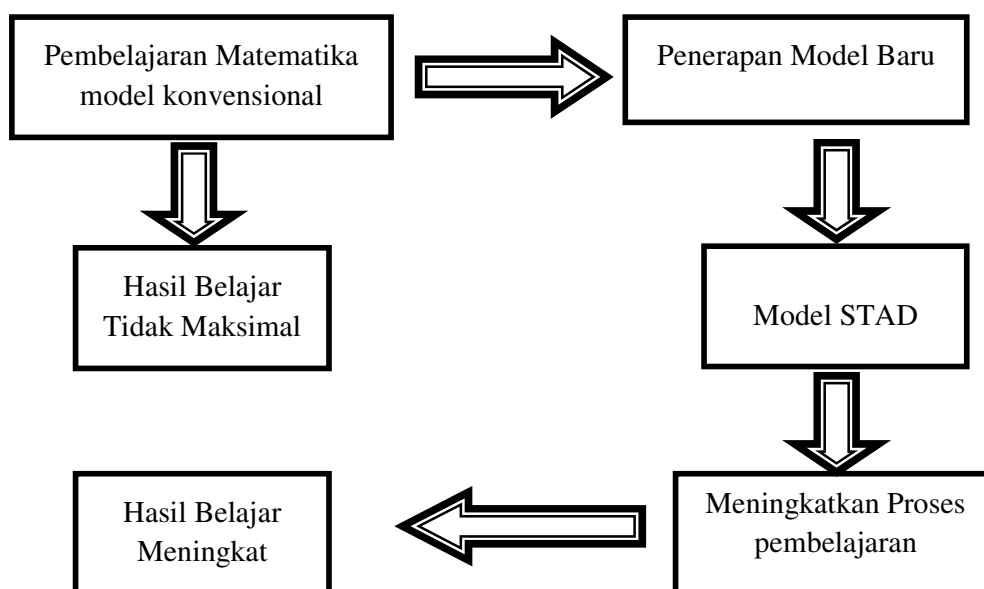 Pembelajaran Matematika
model konvensional
Penerapan Model Baru
Hasil Belajar
Tidak Maksimal
Model STAD
Hasil Belajar
Meningkat
Meningkatkan Proses
pembelajaran